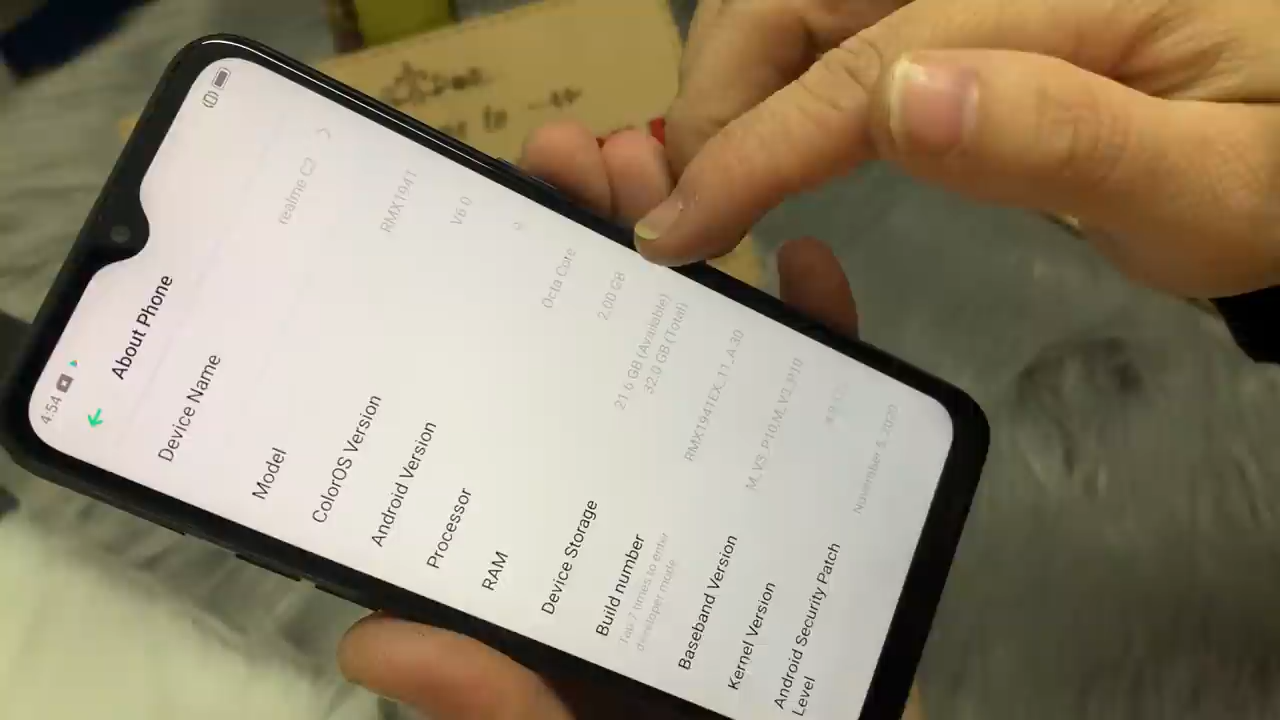 4:54
About Phone
Device Name
realme C2
Model
RMX1941
ColorOS Version
V6.0
Android Version
9
Processor
Octa Core
RAM
2.00 GB
Device Storage
21.6 GB (Available)
32.0 GB (Total)
Build number
Tap 7 times to enter
developer mode
RMX1941EX_11_A.30
Baseband Version
M_V3_P10,M_V3_P10
Kernel Version
Android Security Patch
Level
November 5, 2020